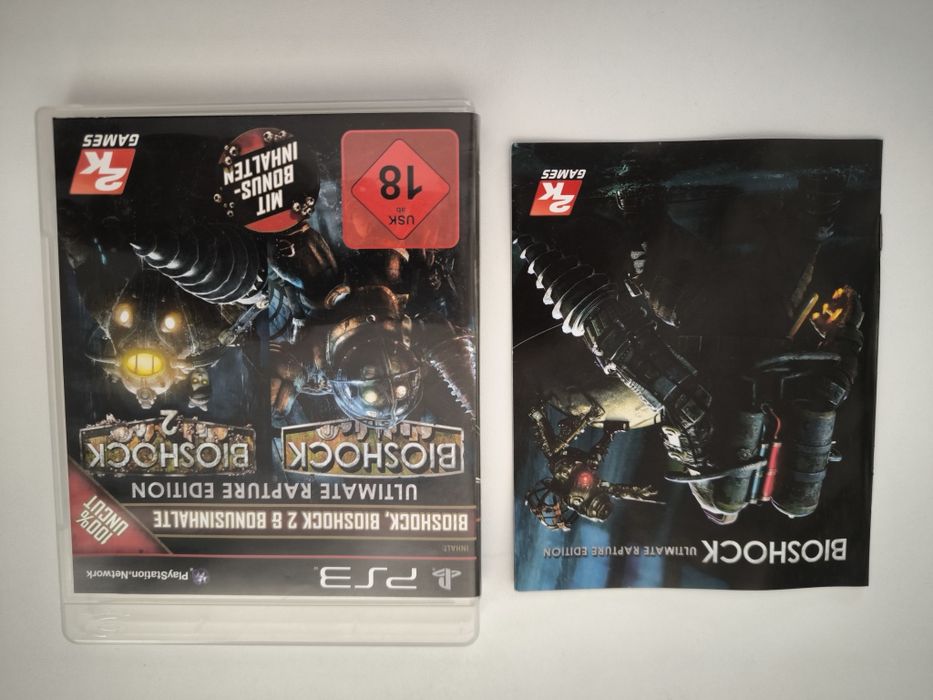 PS3
PlayStation®Network
INHALT:
BIOSHOCK, BIOSHOCK 2 & BONUSINHALTE
100%
UNCUT
ULTIMATE RAPTURE EDITION
BIOSHOCK
BIOSHOCK
2
USK
ab
18
MIT
BONUS-
INHALTEN
2K
GAMES
BIOSHOCK
ULTIMATE RAPTURE EDITION
2K
GAMES